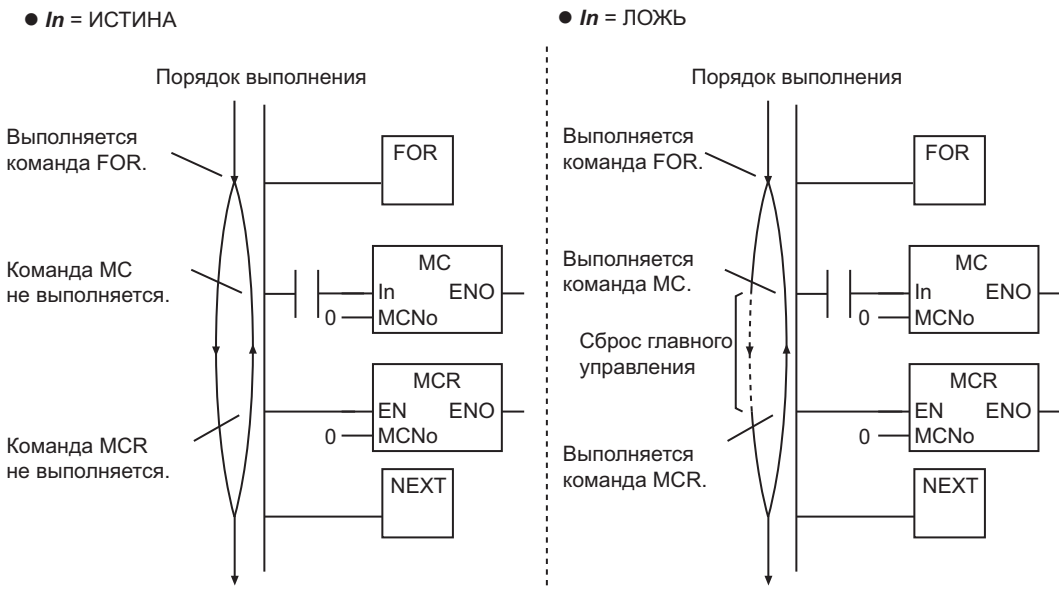 ● In = ИСТИНА
Порядок выполнения
Выполняется
команда FOR.
FOR
Команда MC
не выполняется.
MC
In ENO
0 MCNo
MCR
EN ENO
0 MCNo
Команда MCR
не выполняется.
NEXT
● In = ЛОЖЬ
Порядок выполнения
Выполняется
команда FOR.
FOR
Выполняется
команда MC.
MC
In ENO
0 MCNo
Сброс главного
управления
MCR
EN ENO
0 MCNo
Выполняется
команда MCR.
NEXT